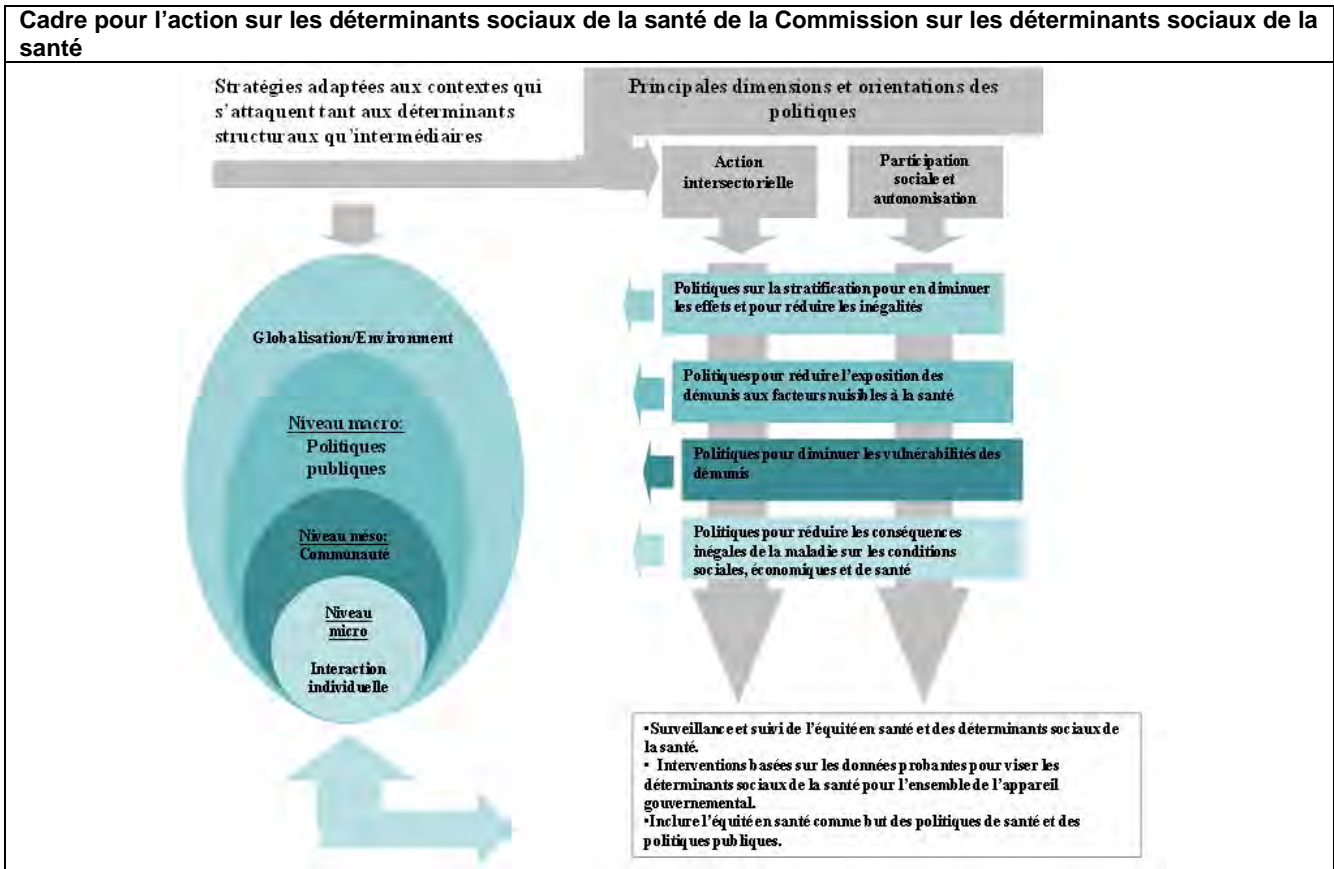 Cadre pour l'action sur les déterminants sociaux de la santé de la Commission sur les déterminants sociaux de la
santé
Stratégies adaptées aux contextes qui
s'attaquent tant aux déterminants
structuraux qu'intermédiaires
Principales dimensions et orientations des
politiques
Action
intersectorielle
Participation
sociale et
autonomisation
Globalisation/Environment
Niveau macro:
Politiques
publiques
Niveau méso:
Communauté
Niveau
micro
Interaction
individuelle
Politiques sur la stratification pour en diminuer
les effets et pour réduire les inégalités
Politiques pour réduire l'exposition des
démunis aux facteurs nuisibles à la santé
Politiques pour diminuer les vulnérabilités des
démunis
Politiques pour réduire les conséquences
inégales de la maladie sur les conditions
sociales, économiques et de santé
•Surveillance et suivi de l'équité en santé et des déterminants sociaux de
la santé.
• Interventions basées sur les données probantes pour viser les
déterminants sociaux de la santé pour l'ensemble de l'appareil
gouvernemental.
•Inclure l'équité en santé comme but des politiques de santé et des
politiques publiques.